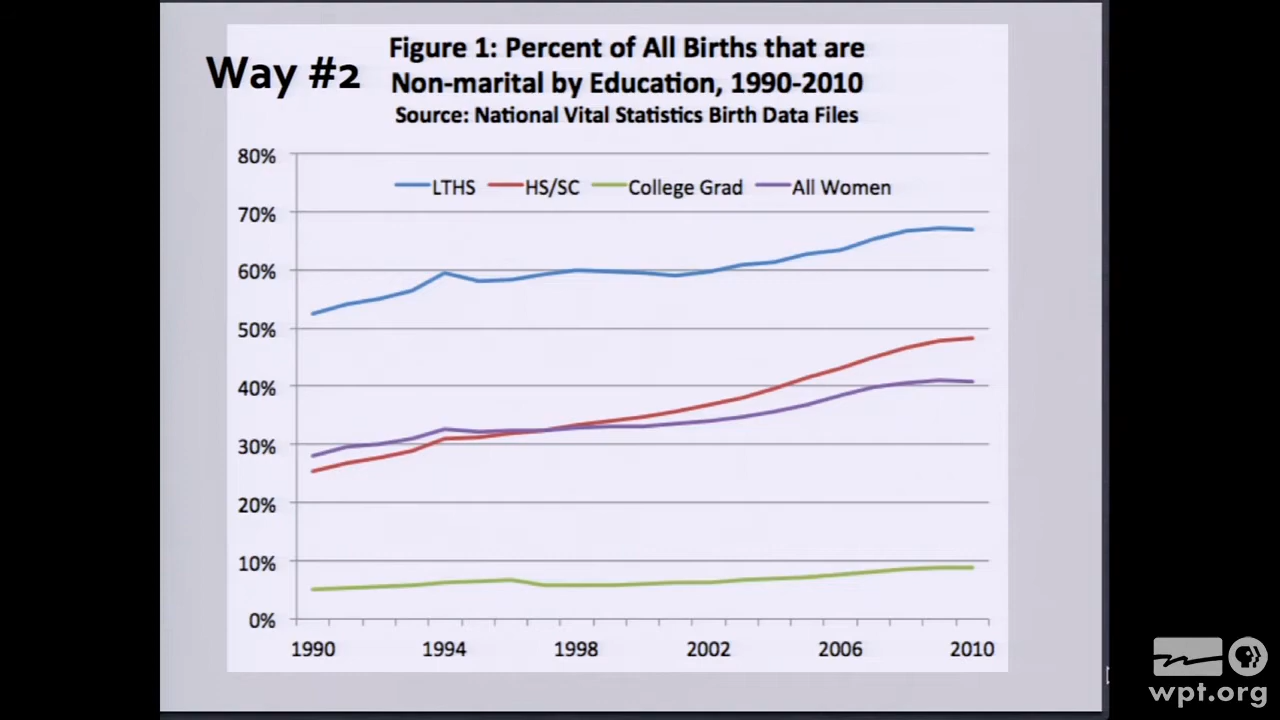 Way #2
Figure 1: Percent of All Births that are
Non-marital by Education, 1990-2010
Source: National Vital Statistics Birth Data Files
80%
LTHS HS/SC College Grad All Women
70%
60%
50%
40%
30%
20%
10%
0%
1990 1994 1998 2002 2006 2010
wpt.org